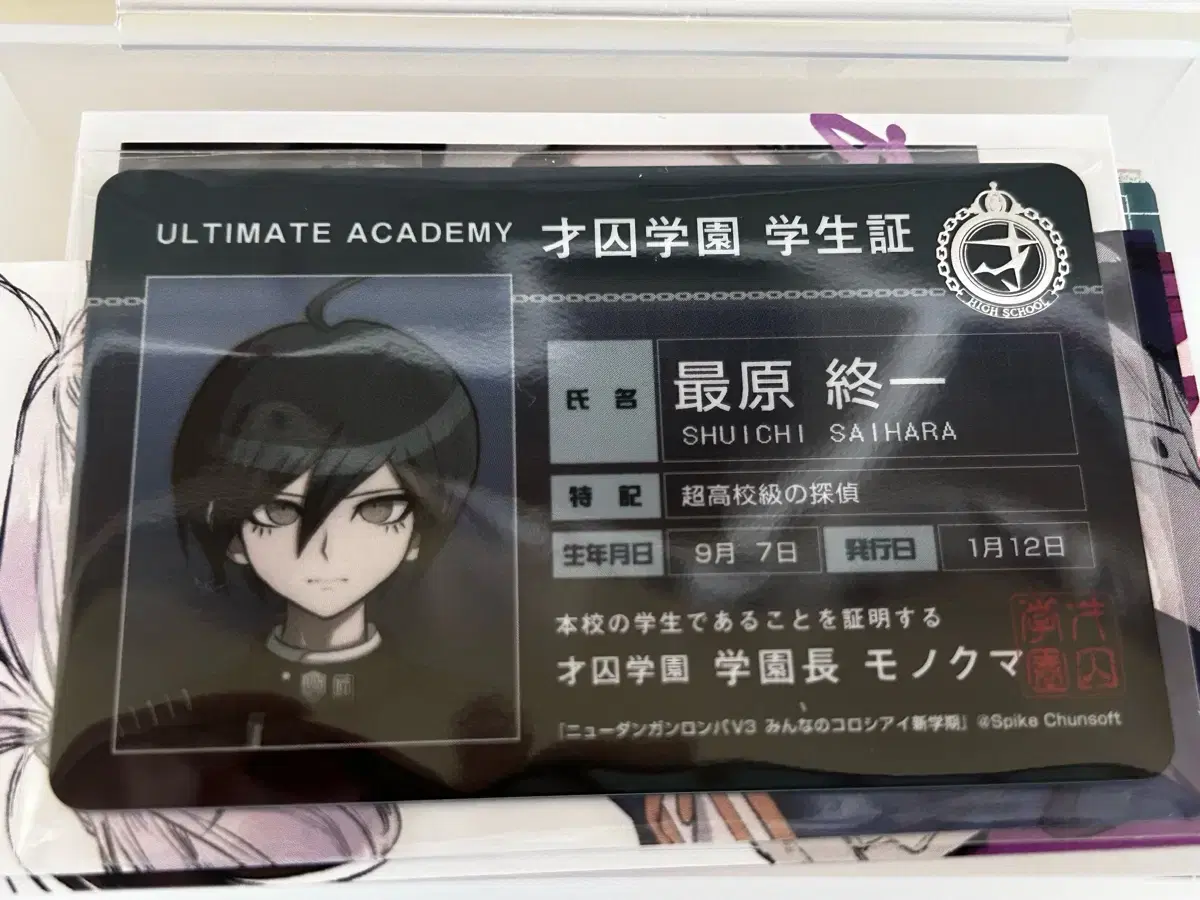 ULTIMATE ACADEMY 才囚学園 学生証
才
HIGH SCHOOL
氏名 最原 終一
SHUICHI SAIHARA
特記 超高校級の探偵
生年月日 9月 7日 発行日 1月12日
本校の学生であることを証明する
才囚学園 学園長 モノクマ
『ニューダンガンロンパV3 みんなのコロシアイ新学期』 @Spike Chunsoft